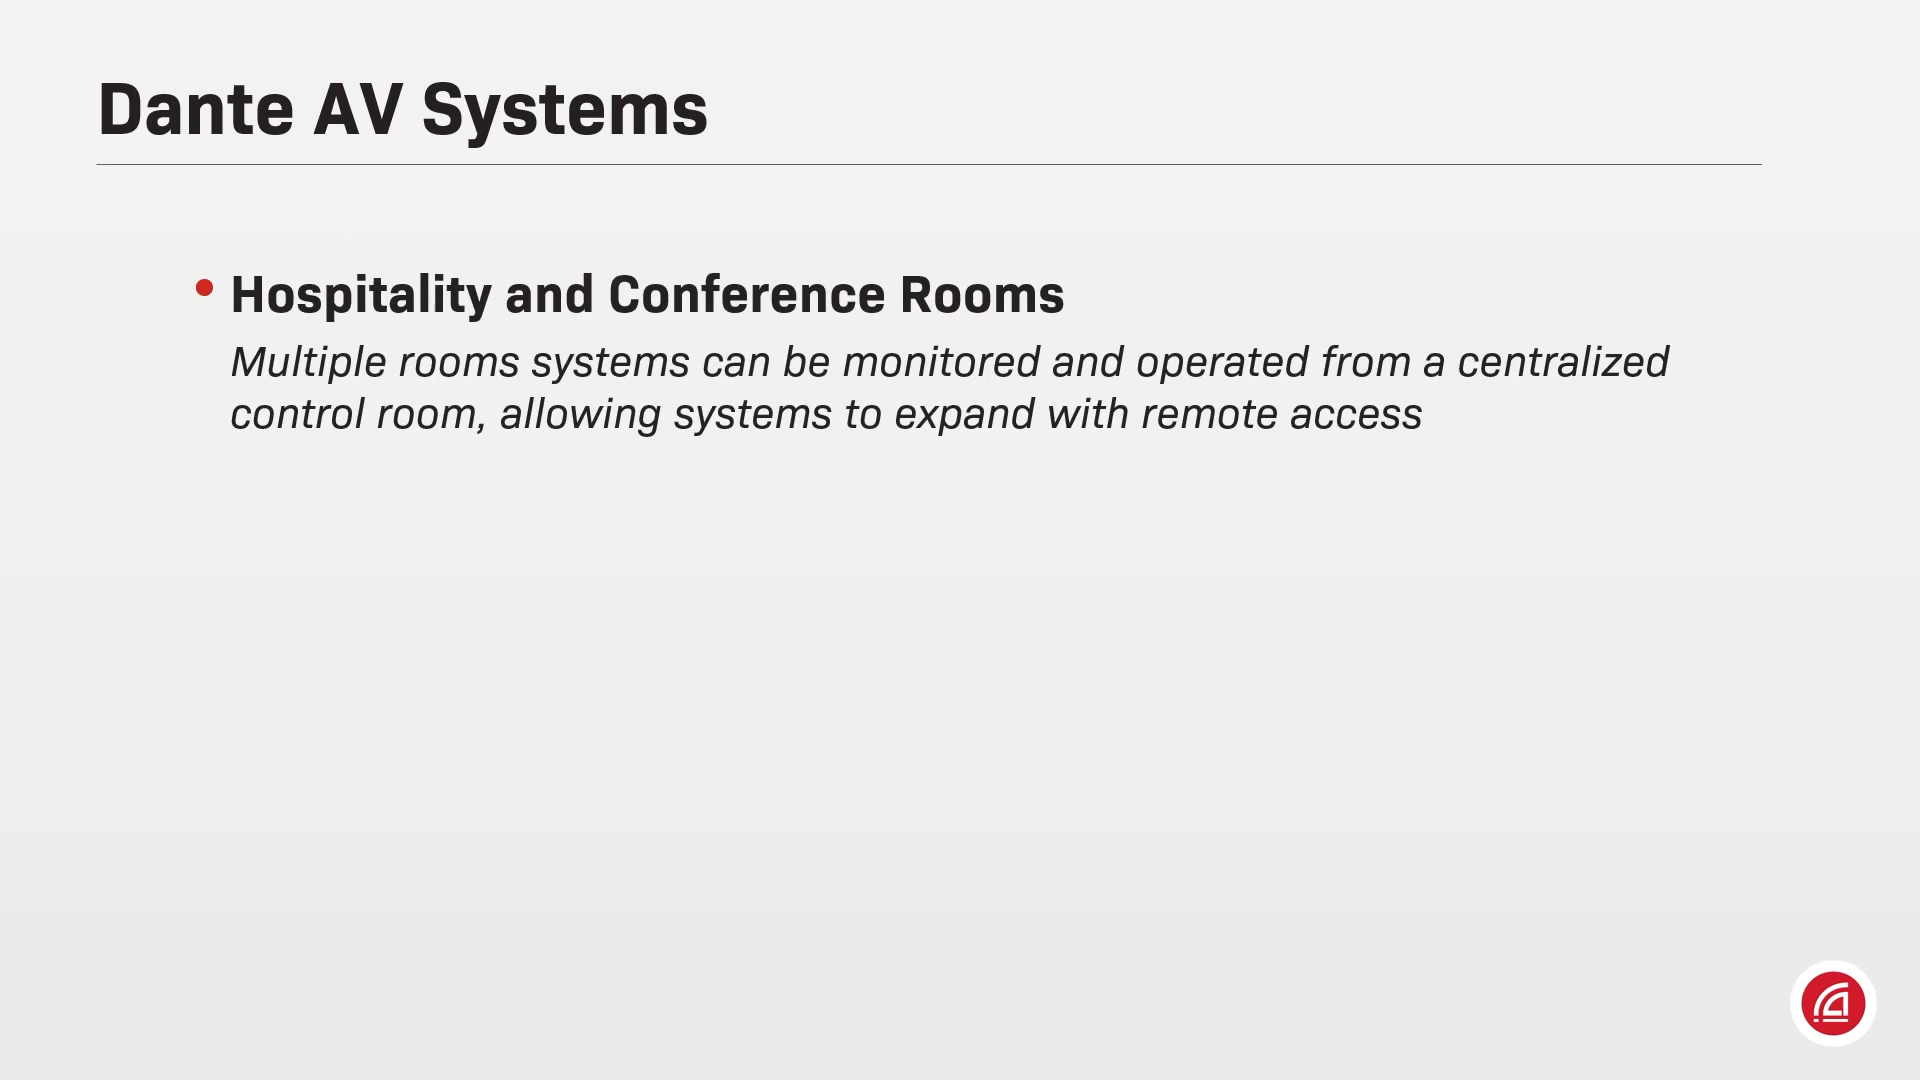 Dante AV Systems
• Hospitality and Conference Rooms
Multiple rooms systems can be monitored and operated from a centralized
control room, allowing systems to expand with remote access